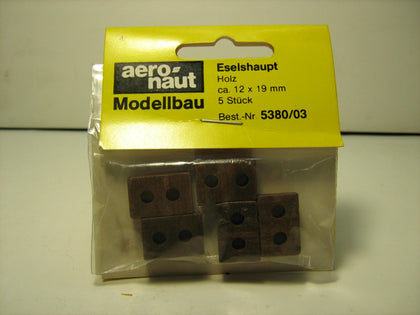 aero-
naut
Modellbau
Eselshaupt
Holz
ca. 12 x 19 mm
5 Stück
Best.-Nr 5380/03